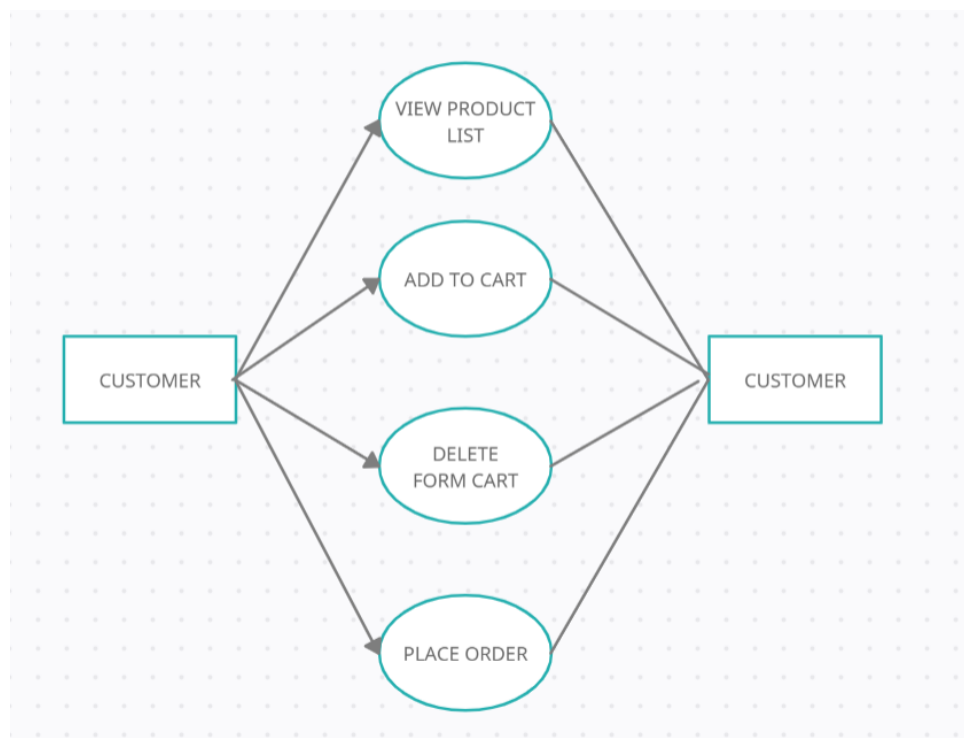 VIEW PRODUCT
LIST
ADD TO CART
CUSTOMER
CUSTOMER
DELETE
FORM CART
PLACE ORDER